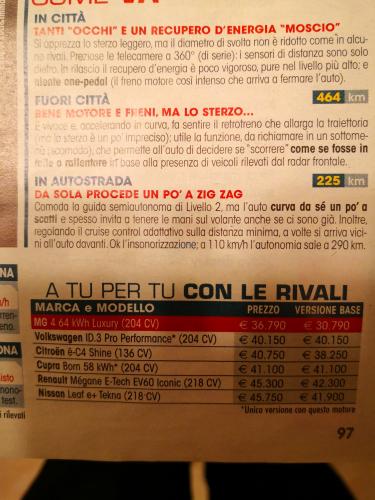 COME VA
IN CITTÀ
TANTI "OCCHI" E UN RECUPERO D'ENERGIA "MOSCIO"
Si apprezza lo sterzo leggero, ma il diametro di svolta non è ridotto come in alcu-
ne rivali. Preziose le telecamere a 360° (di serie): i sensori di distanza sono solo
dietro. In rilascio il recupero d'energia è poco vigoroso, pure nel livello più alto; e
niente one-pedal (il freno motore così intenso che arriva a fermare l'auto).
FUORI CITTÀ 464 km
BENE MOTORE E FRENI, MA LO STERZO...
È vivace e, accelerando in curva, fa sentire il retrotreno che allarga la traiettoria
(ma lo sterzo è un po' impreciso); utile la funzione, da richiamare in un sottome-
nù (scomodo), che permette all'auto di decidere se "scorrere" come se fosse in
folle o rallentare in base alla presenza di veicoli rilevati dal radar frontale.
IN AUTOSTRADA 225 km
DA SOLA PROCEDE UN PO' A ZIG ZAG
Comoda la guida semiautonoma di Livello 2, ma l'auto curva da sé un po' a
scatti e spesso invita a tenere le mani sul volante anche se ci sono già. Inoltre,
regolando il cruise control adattativo sulla distanza minima, a volte si arriva vici-
ni all'auto davanti. Ok l'insonorizzazione; a 110 km/h l'autonomia sale a 290 km.
A TU PER TU CON LE RIVALI
MARCA e MODELLO PREZZO VERSIONE BASE
MG 4 64 kWh Luxury (204 CV) € 36.790 € 30.790
Volkswagen ID.3 Pro Performance* (204 CV) € 40.150 € 40.150
Citroën ë-C4 Shine (136 CV) € 40.750 € 38.250
Cupra Born 58 kWh* (204 CV) € 41.100 € 41.100
Renault Mégane E-Tech EV60 Iconic (218 CV) € 45.300 € 42.300
Nissan Leaf e+ Tekna (218 CV) € 45.750 € 41.900
*Unica versione con questo motore
97